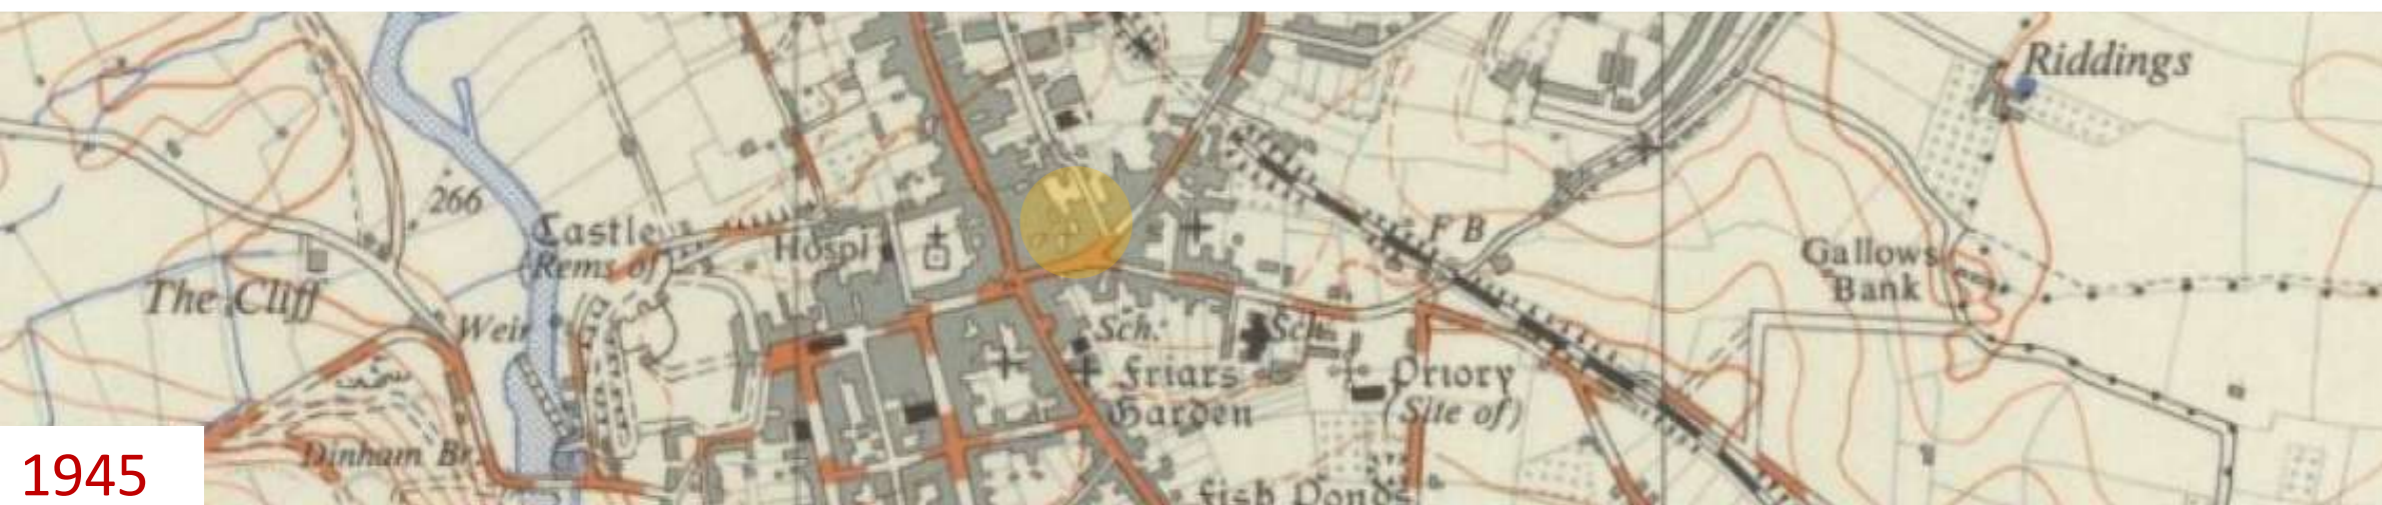 Riddings
266
Castle
(Rems of)
Hospl
F B
Gallows
Bank
The Cliff
Weir
Sch.
Sch.
Friars
Garden
Priory
(Site of)
Dinham Br.
Fish Ponds
1945